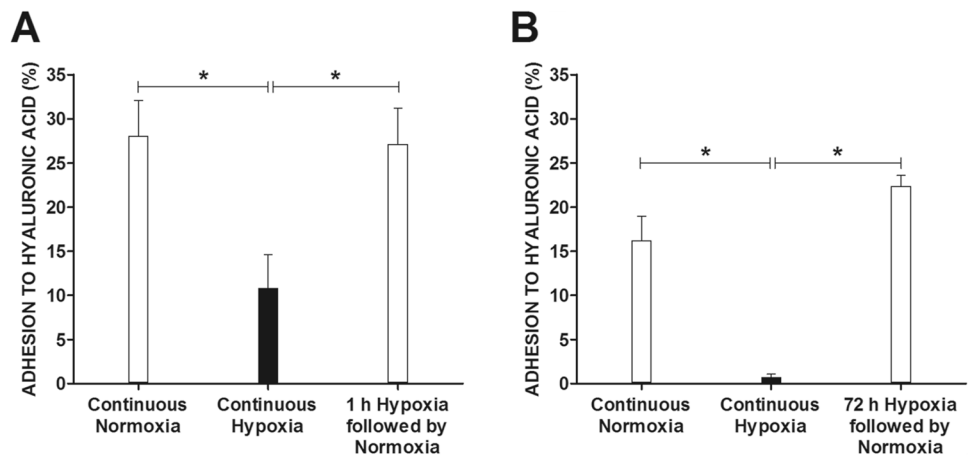 A
ADHESION TO HYALURONIC ACID (%)
35
30
25
20
15
10
5
0
*
*
Continuous
Normoxia
Continuous
Hypoxia
1 h Hypoxia
followed by
Normoxia
B
ADHESION TO HYALURONIC ACID (%)
35
30
25
20
15
10
5
0
*
*
Continuous
Normoxia
Continuous
Hypoxia
72 h Hypoxia
followed by
Normoxia